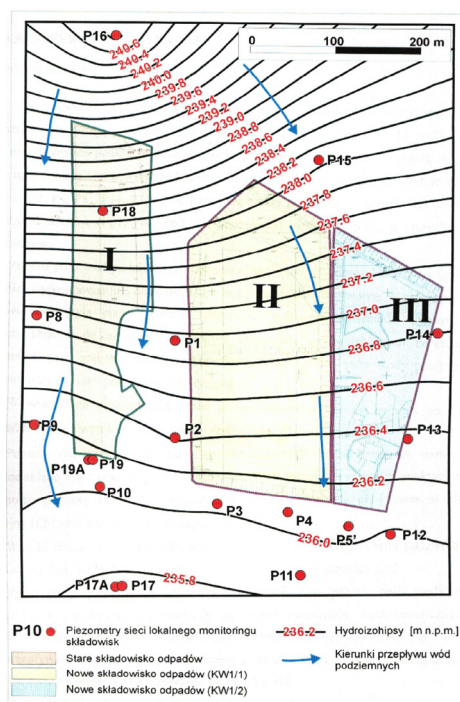 P16
0 100 200 m
240.6
240.4
240.2
240.0
239.8
239.6
239.4
239.2
239.0
238.8
238.6
238.4
238.2
238.0
237.8
237.6
237.4
237.2
237.0
236.8
236.6
236.4
236.2
236.0
235.8
P15
P18
I
II
III
P8
P1
P14
P9
P2
P13
P19A P19
P10
P3
P4
P5'
P12
P11
P17A P17
P10 Piezometry sieci lokalnego monitoringu
składowisk
Stare składowisko odpadów
Nowe składowisko odpadów (KW1/1)
Nowe składowisko odpadów (KW1/2)
236.2 Hydroizohipsy [m n.p.m.]
Kierunki przepływu wód
podziemnych